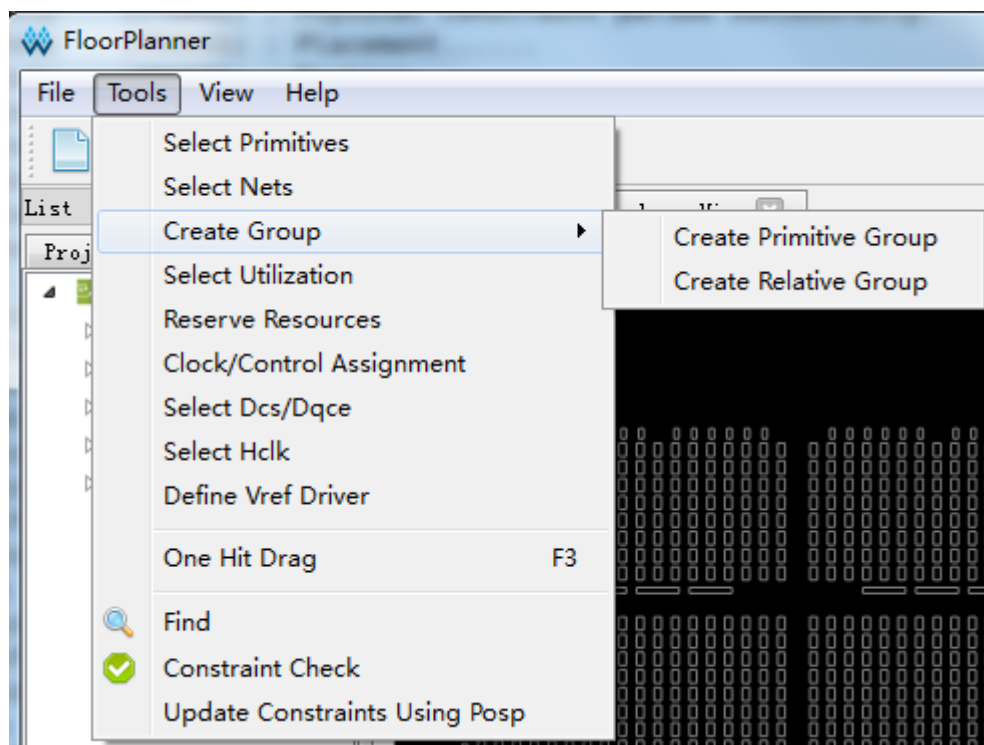 FloorPlanner
File Tools View Help
Select Primitives
Select Nets
List
Create Group
Create Primitive Group
Proj
Select Utilization
Create Relative Group
Reserve Resources
Clock/Control Assignment
Select Dcs/Dqce
Select Hclk
Define Vref Driver
One Hit Drag F3
Find
Constraint Check
Update Constraints Using Posp